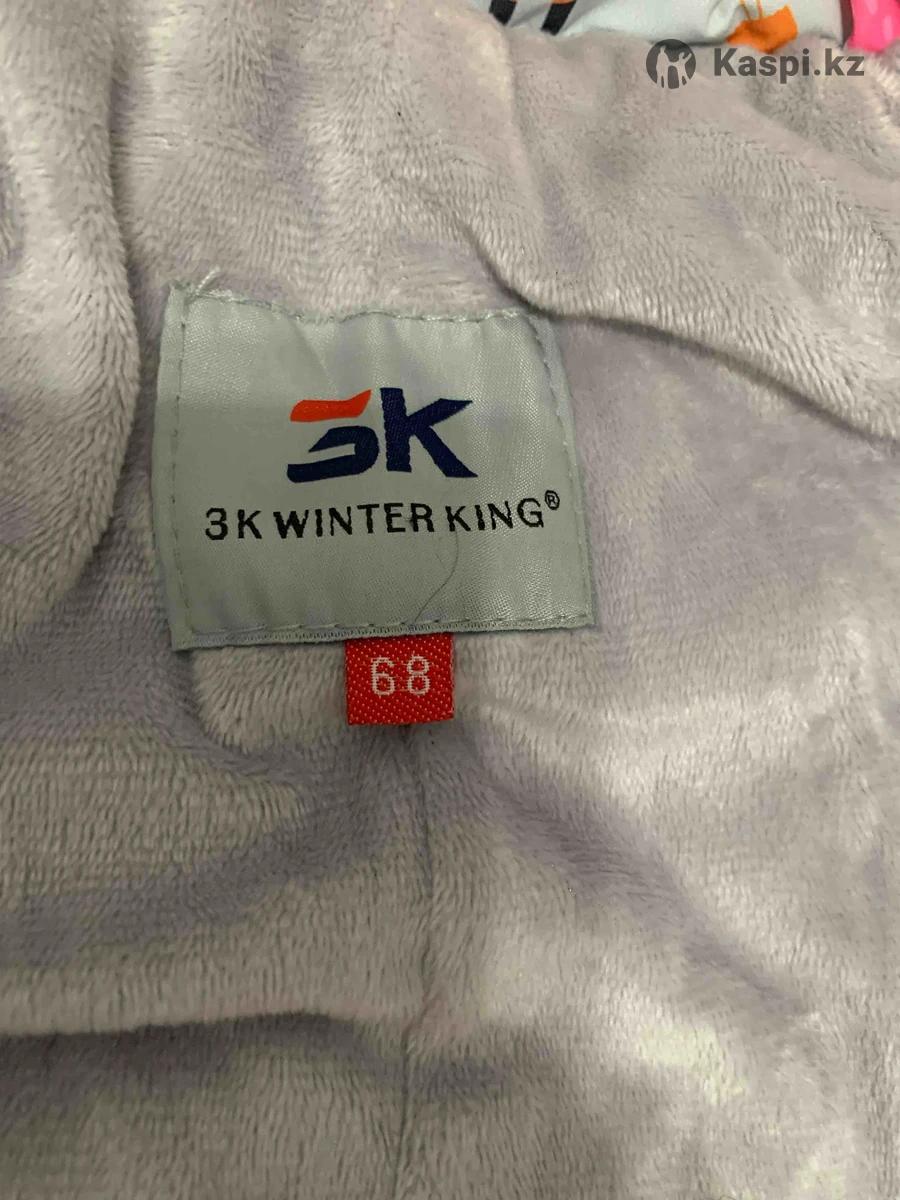 Kaspi.kz
3K
3K WINTER KING®
68